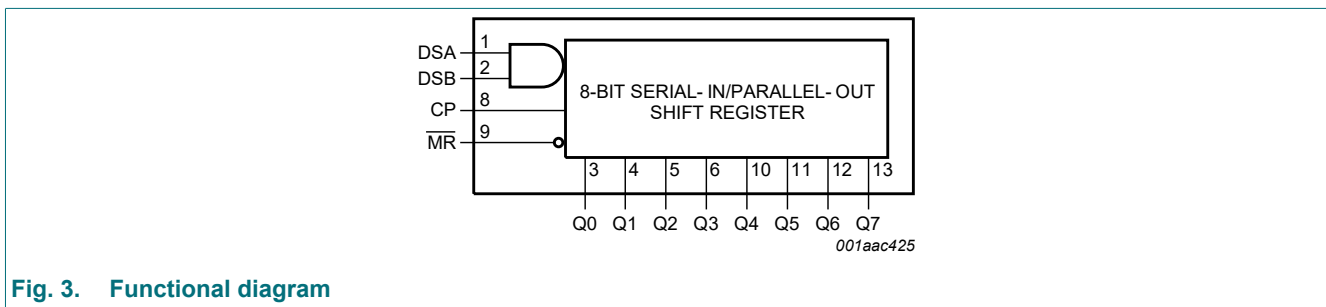 DSA 1
DSB 2
CP 8
MR 9
8-BIT SERIAL- IN/PARALLEL- OUT
SHIFT REGISTER
3 4 5 6 10 11 12 13
Q0 Q1 Q2 Q3 Q4 Q5 Q6 Q7
001aac425
Fig. 3. Functional diagram